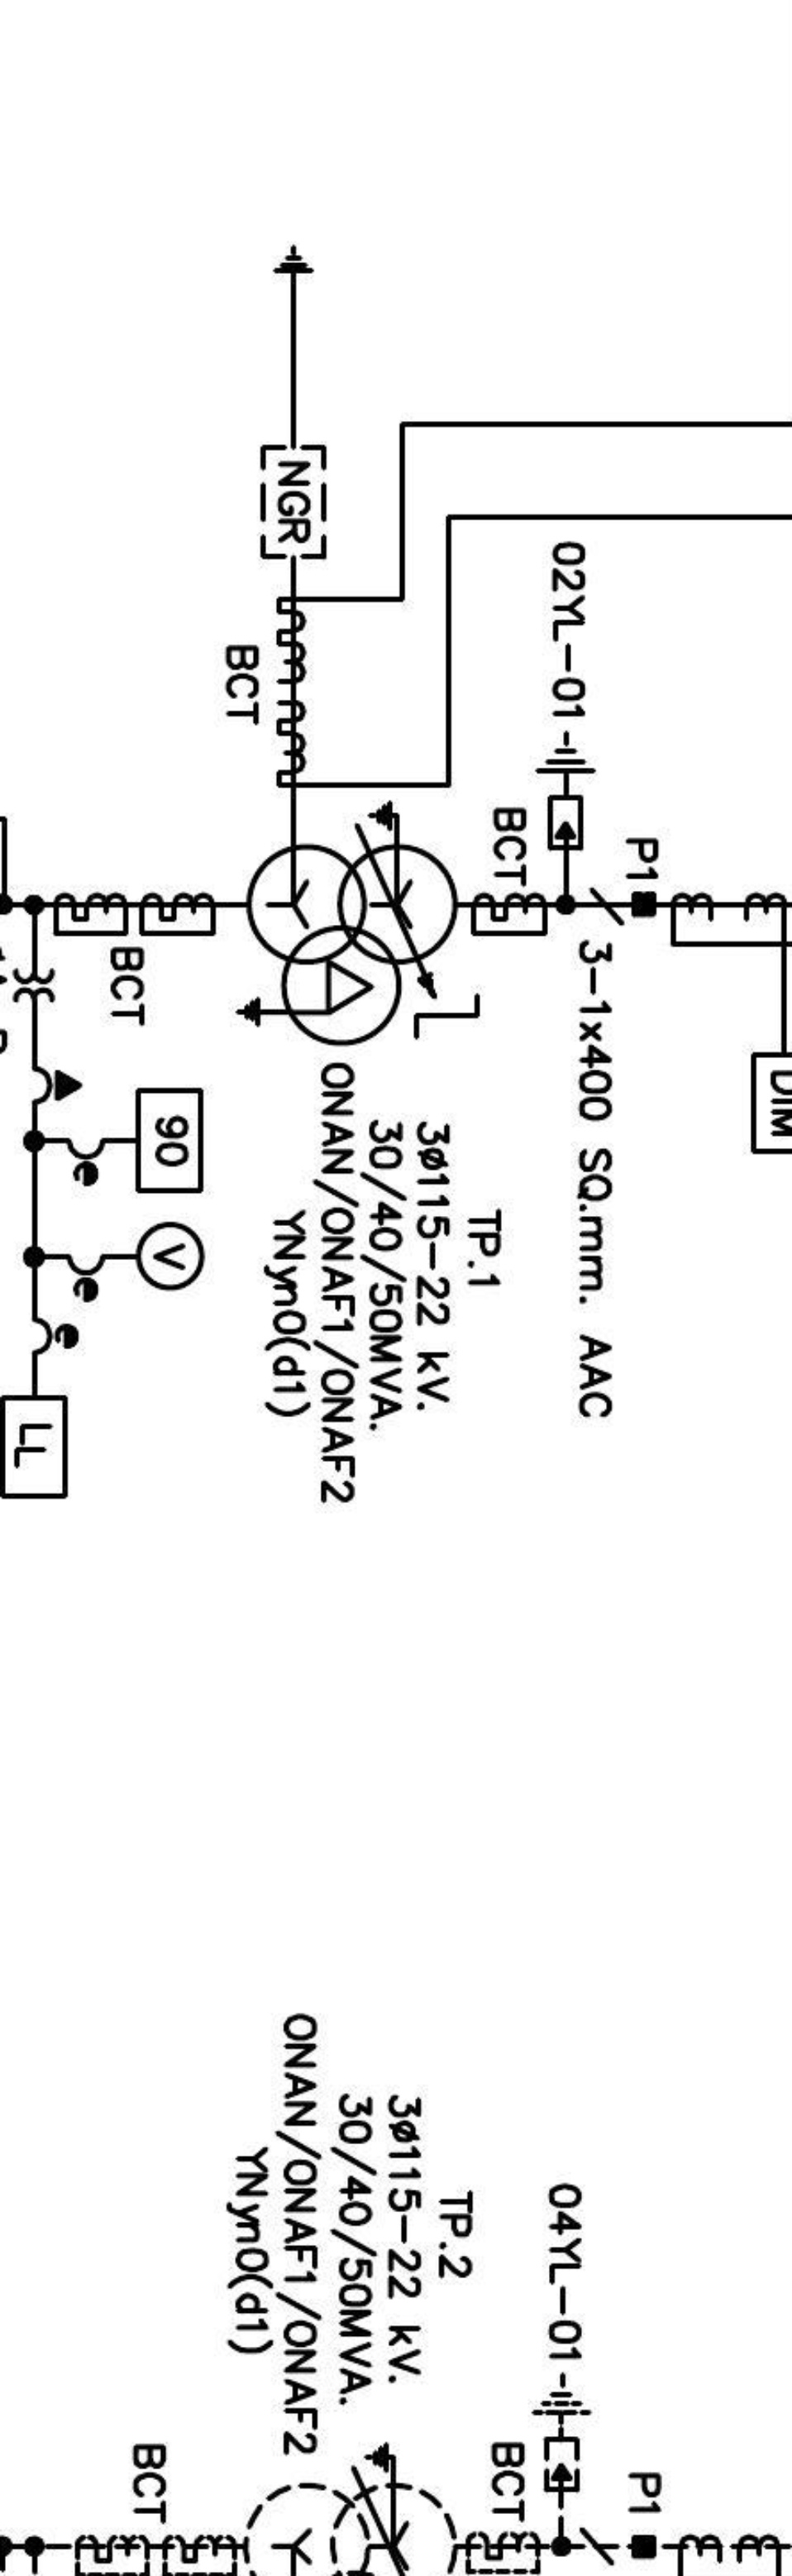 NGR
BCT
02YL-01
BCT
P1
3-1x400 SQ.mm. AAC
DIM
BCT
TP.1
3ø115-22 kV.
30/40/50MVA.
ONAN/ONAF1/ONAF2
YNyn0(d1)
90
e
V
e
e
LL
TP.2
3ø115-22 kV.
30/40/50MVA.
ONAN/ONAF1/ONAF2
YNyn0(d1)
04YL-01
BCT
P1
BCT